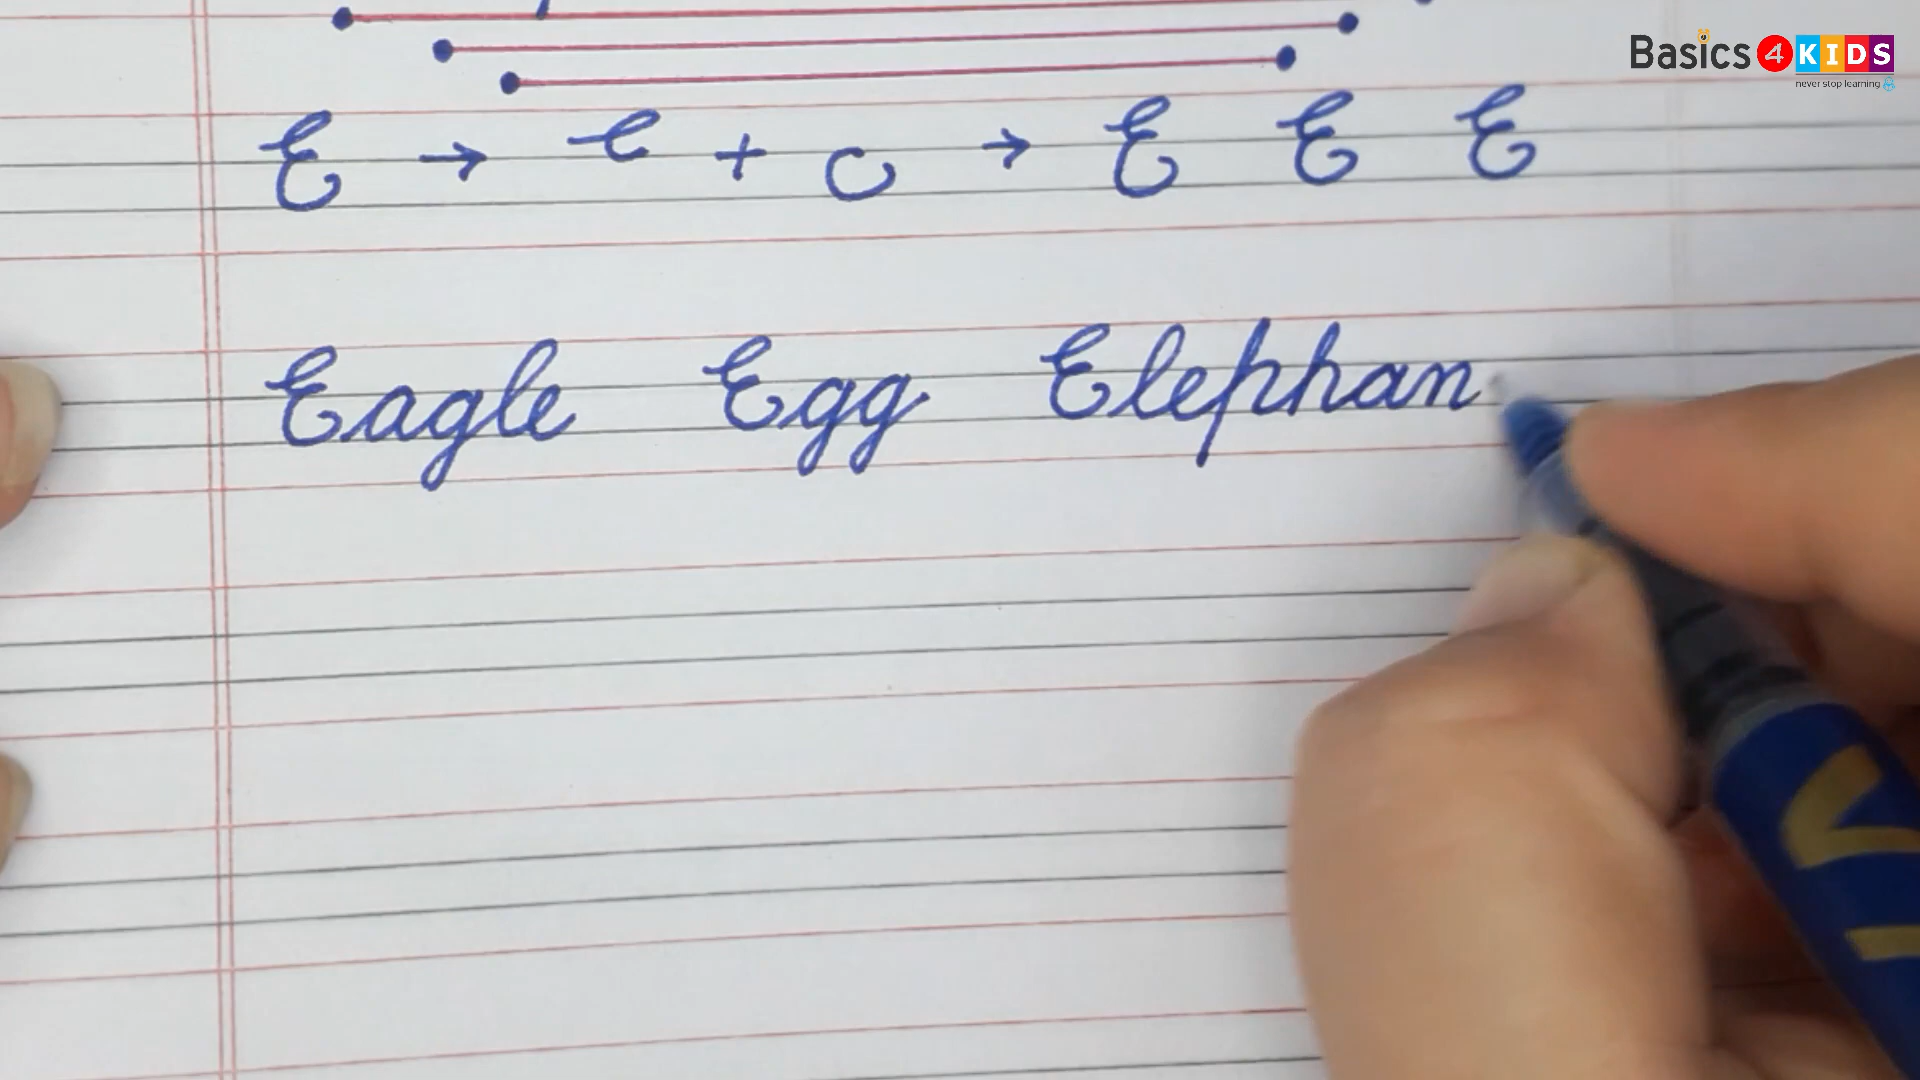 Basics 4 KIDS
never stop learning
E → e + c → E E E
Eagle Egg Elephan